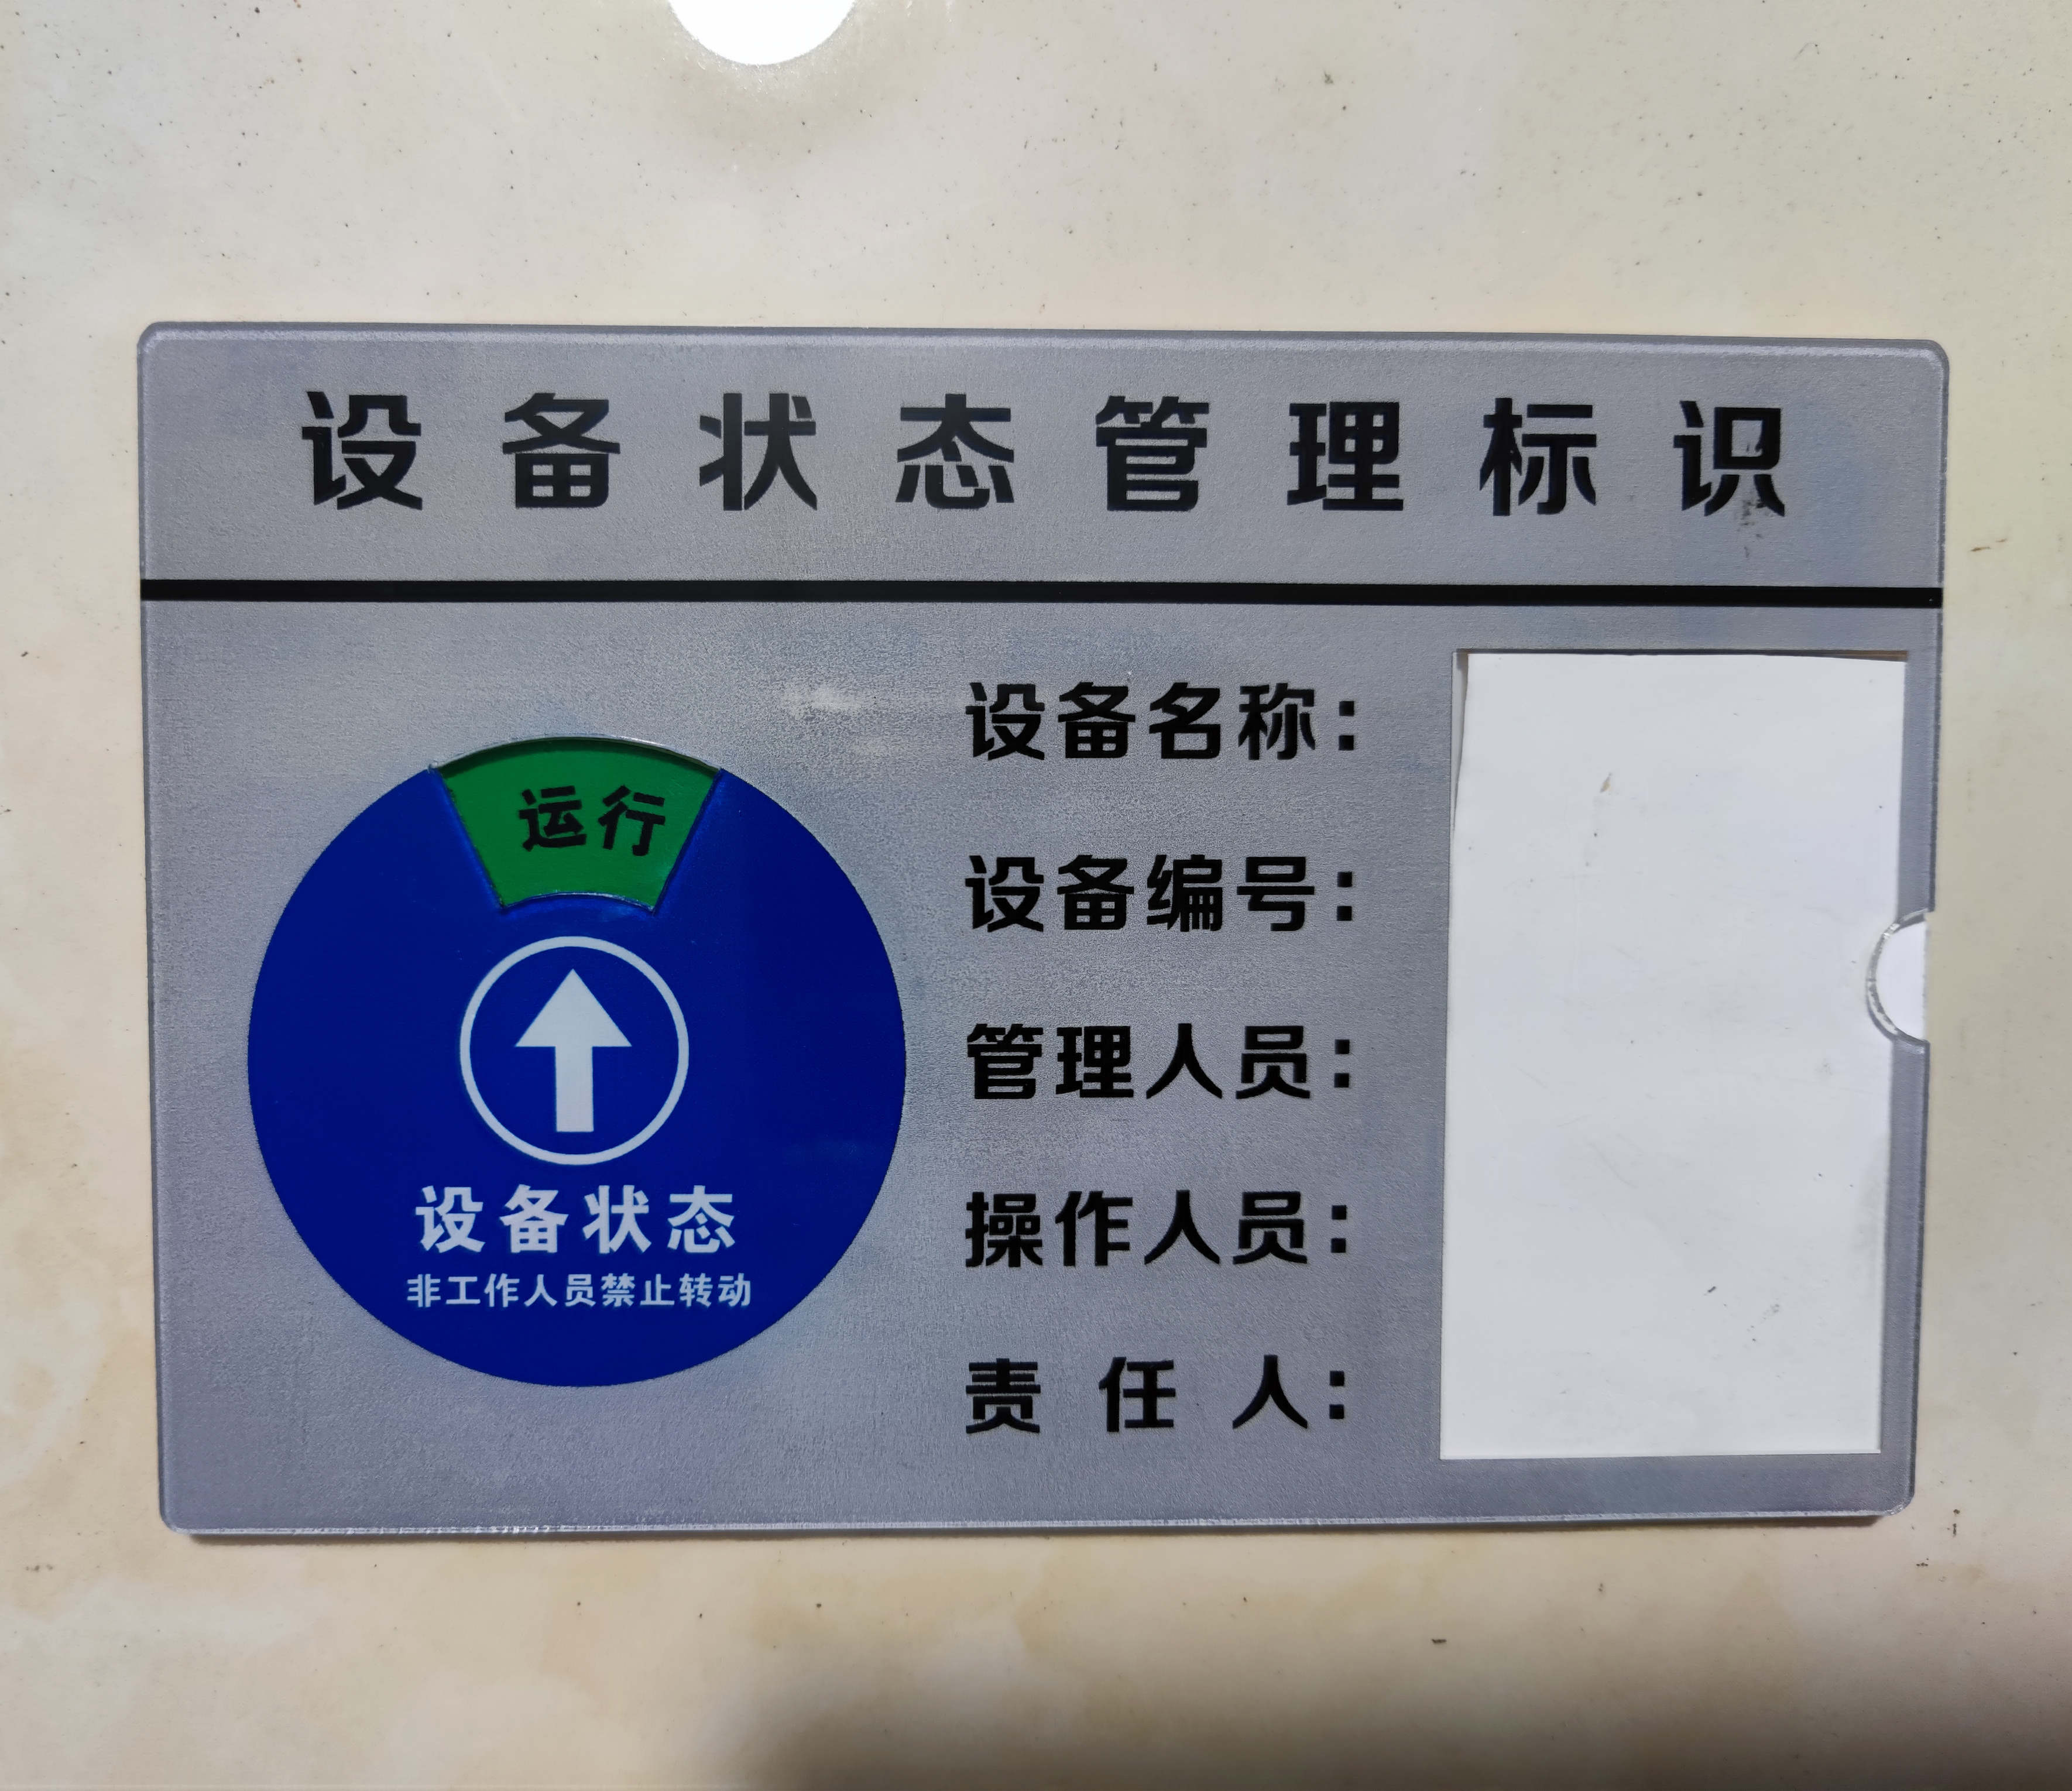 设备状态管理标识
运行
设备状态
非工作人员禁止转动
设备名称：
设备编号：
管理人员：
操作人员：
责任人：